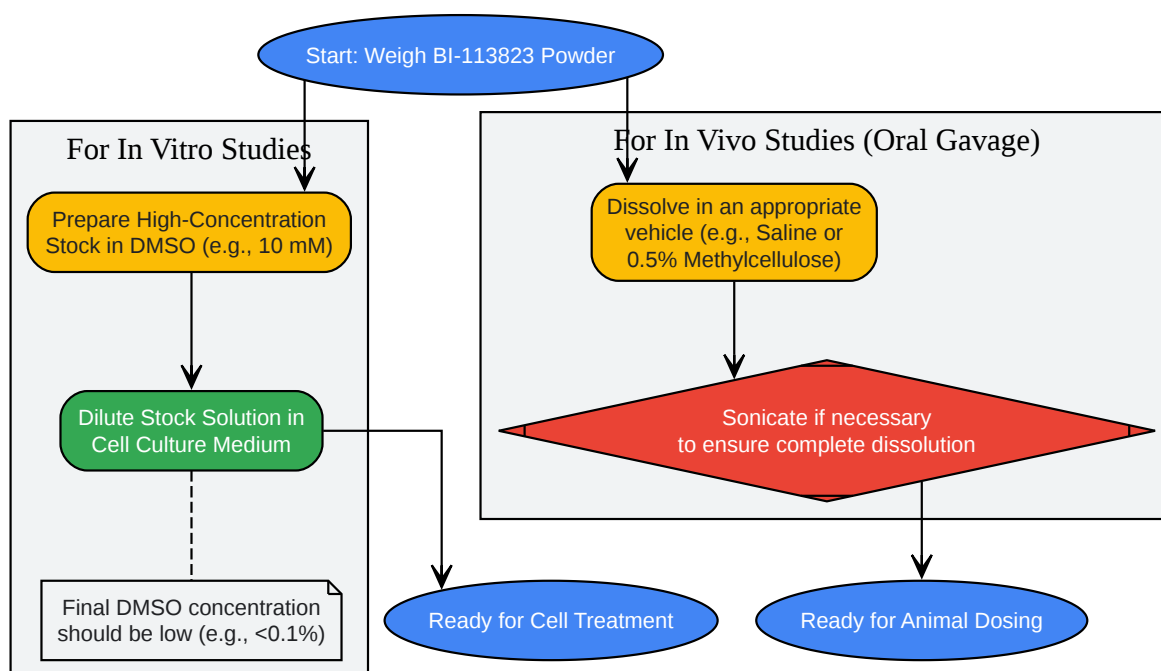 Start: Weigh BI-113823 Powder
For In Vitro Studies
Prepare High-Concentration
Stock in DMSO (e.g., 10 mM)
Dilute Stock Solution in
Cell Culture Medium
Final DMSO concentration
should be low (e.g., <0.1%)
Ready for Cell Treatment
For In Vivo Studies (Oral Gavage)
Dissolve in an appropriate
vehicle (e.g., Saline or
0.5% Methylcellulose)
Sonicate if necessary
to ensure complete dissolution
Ready for Animal Dosing